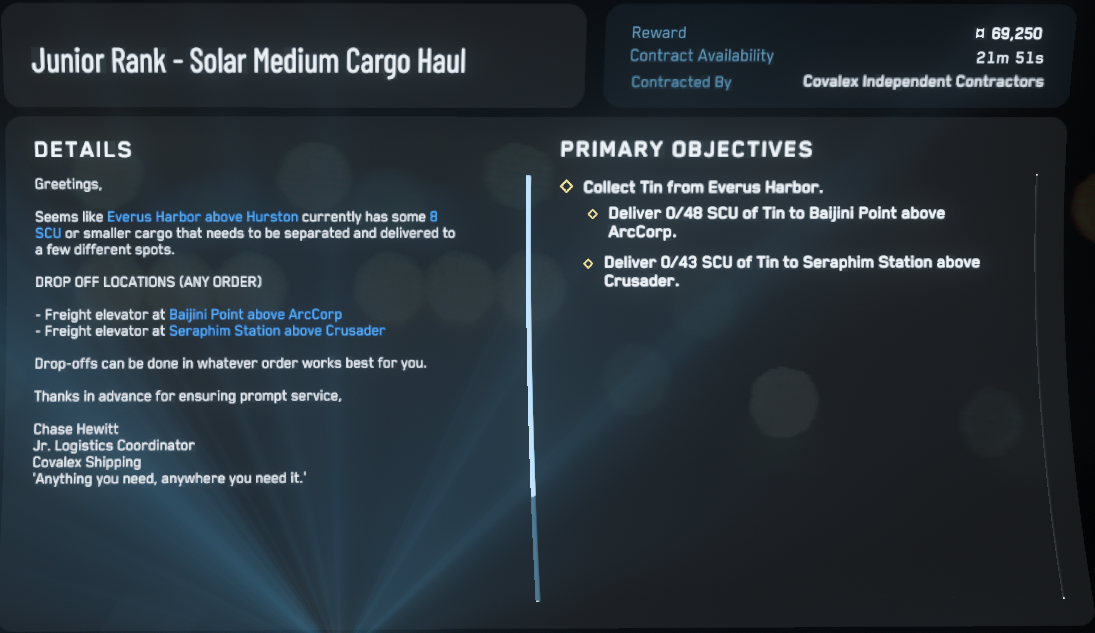 Junior Rank - Solar Medium Cargo Haul
Reward ¤ 69,250
Contract Availability 21m 51s
Contracted By Covalex Independent Contractors
DETAILS
Greetings,
Seems like Everus Harbor above Hurston currently has some 8
SCU or smaller cargo that needs to be separated and delivered to
a few different spots.
DROP OFF LOCATIONS (ANY ORDER)
- Freight elevator at Baijini Point above ArcCorp
- Freight elevator at Seraphim Station above Crusader
Drop-offs can be done in whatever order works best for you.
Thanks in advance for ensuring prompt service,
Chase Hewitt
Jr. Logistics Coordinator
Covalex Shipping
'Anything you need, anywhere you need it.'
PRIMARY OBJECTIVES
Collect Tin from Everus Harbor.
Deliver 0/48 SCU of Tin to Baijini Point above
ArcCorp.
Deliver 0/43 SCU of Tin to Seraphim Station above
Crusader.